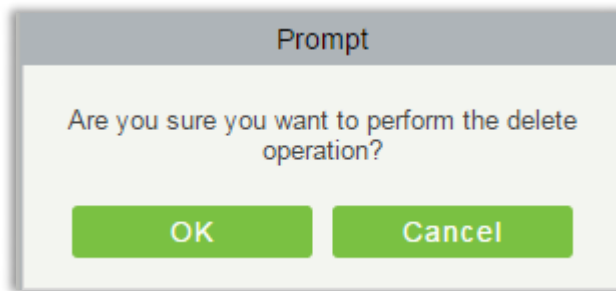 Prompt
Are you sure you want to perform the delete
operation?
OK
Cancel